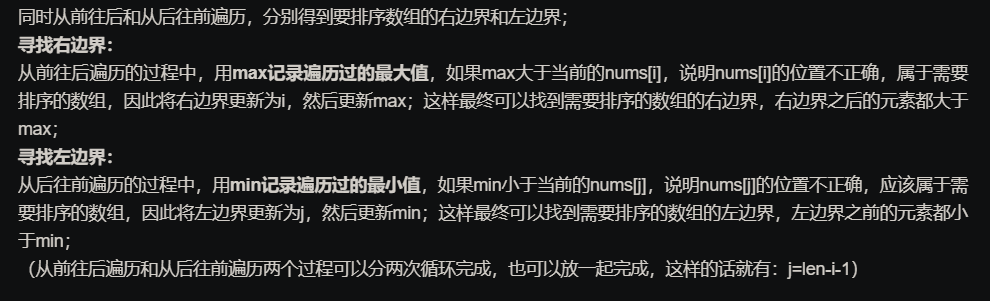 同时从前往后和从后往前遍历，分别得到要排序数组的右边界和左边界；
寻找右边界：
从前往后遍历的过程中，用max记录遍历过的最大值，如果max大于当前的nums[i]，说明nums[i]的位置不正确，属于需要
排序的数组，因此将右边界更新为i，然后更新max；这样最终可以找到需要排序的数组的右边界，右边界之后的元素都大于
max；
寻找左边界：
从后往前遍历的过程中，用min记录遍历过的最小值，如果min小于当前的nums[j]，说明nums[j]的位置不正确，应该属于需
要排序的数组，因此将左边界更新为j，然后更新min；这样最终可以找到需要排序的数组的左边界，左边界之前的元素都小
于min；
（从前往后遍历和从后往前遍历两个过程可以分两次循环完成，也可以放一起完成，这样的话就有：j=len-i-1）